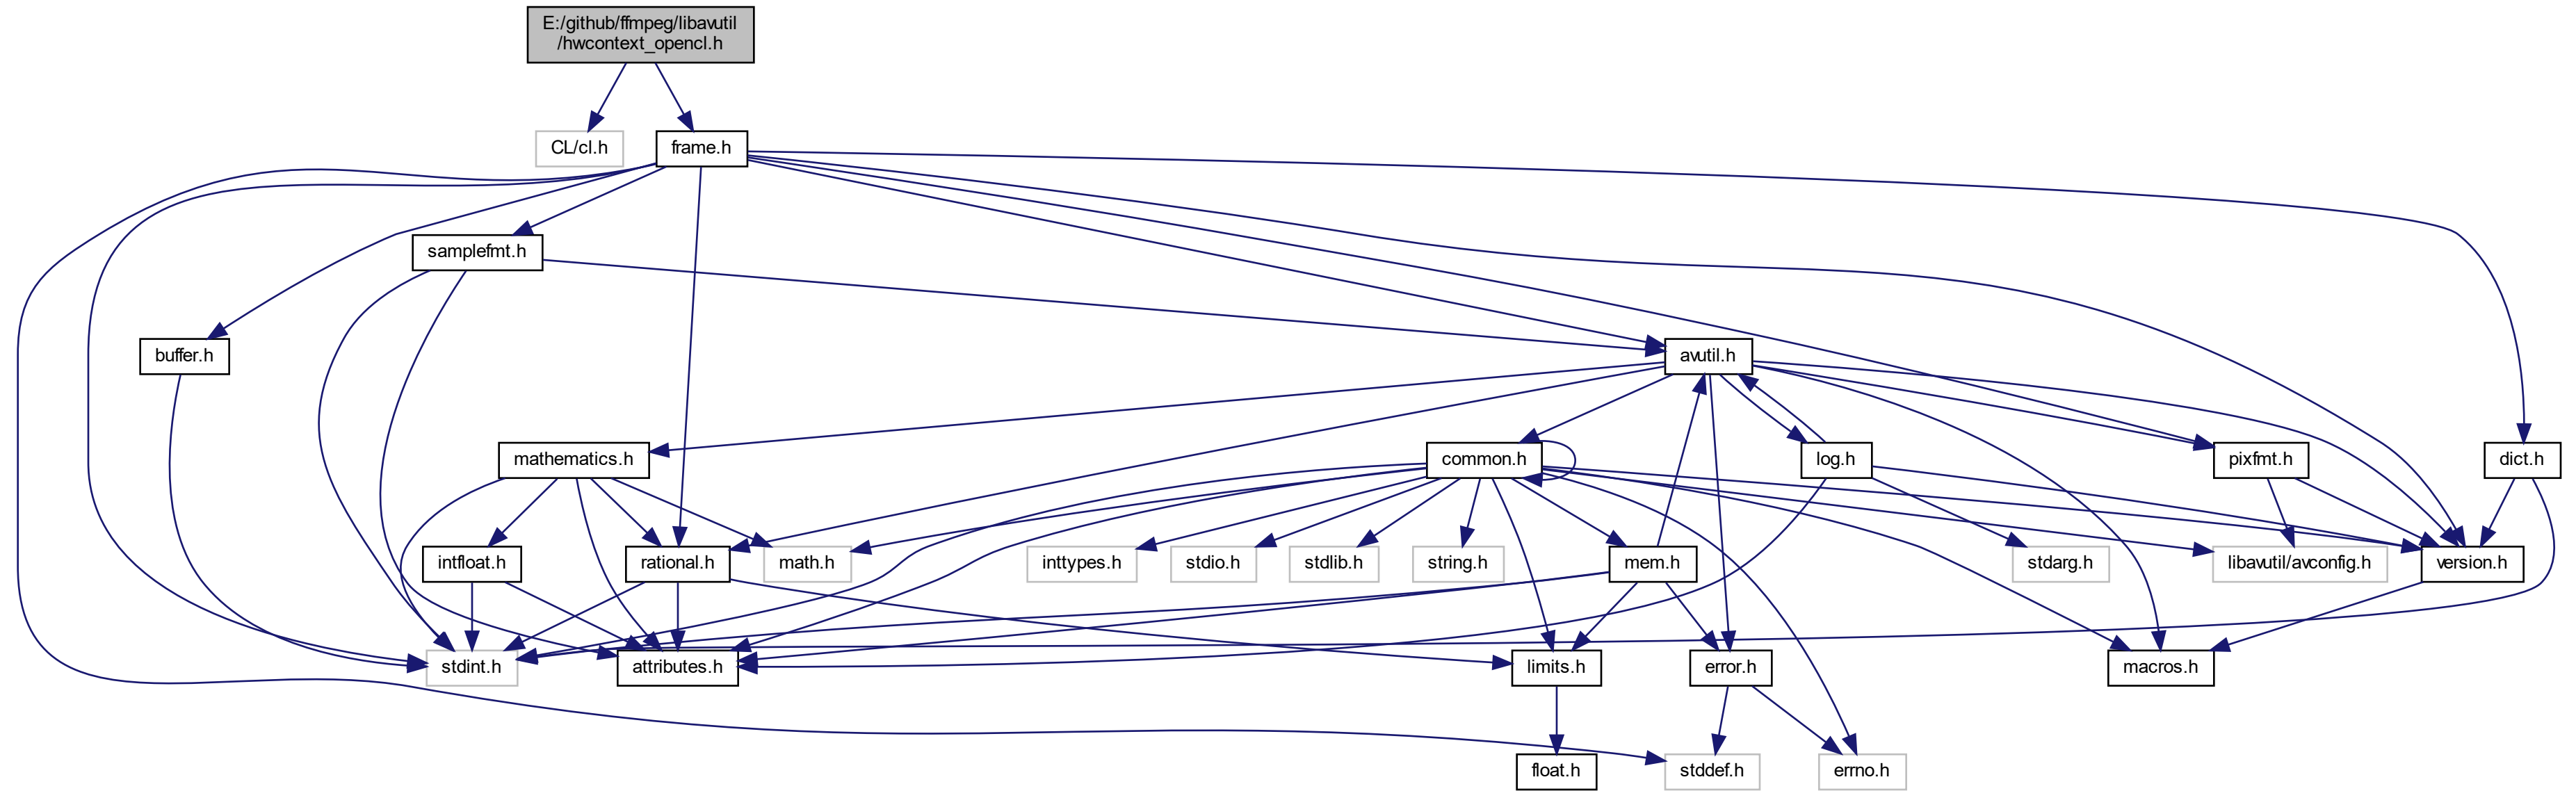 E:/github/ffmpeg/libavutil
/hwcontext_opencl.h
CL/cl.h
frame.h
samplefmt.h
buffer.h
avutil.h
mathematics.h
common.h
log.h
pixfmt.h
dict.h
intfloat.h
rational.h
math.h
inttypes.h
stdio.h
stdlib.h
string.h
mem.h
stdarg.h
libavutil/avconfig.h
version.h
stdint.h
attributes.h
limits.h
error.h
macros.h
float.h
stddef.h
errno.h